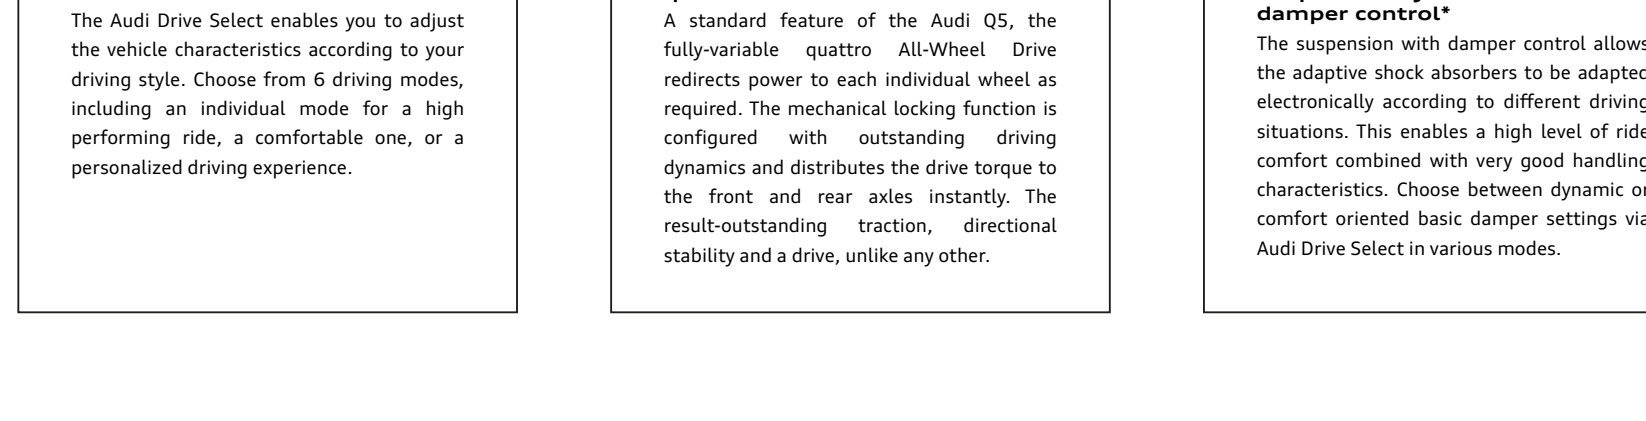 The Audi Drive Select enables you to adjust
the vehicle characteristics according to your
driving style. Choose from 6 driving modes,
including an individual mode for a high
performing ride, a comfortable one, or a
personalized driving experience.
A standard feature of the Audi Q5, the
fully-variable quattro All-Wheel Drive
redirects power to each individual wheel as
required. The mechanical locking function is
configured with outstanding driving
dynamics and distributes the drive torque to
the front and rear axles instantly. The
result-outstanding traction, directional
stability and a drive, unlike any other.
damper control*
The suspension with damper control allows
the adaptive shock absorbers to be adapted
electronically according to different driving
situations. This enables a high level of ride
comfort combined with very good handling
characteristics. Choose between dynamic or
comfort oriented basic damper settings via
Audi Drive Select in various modes.